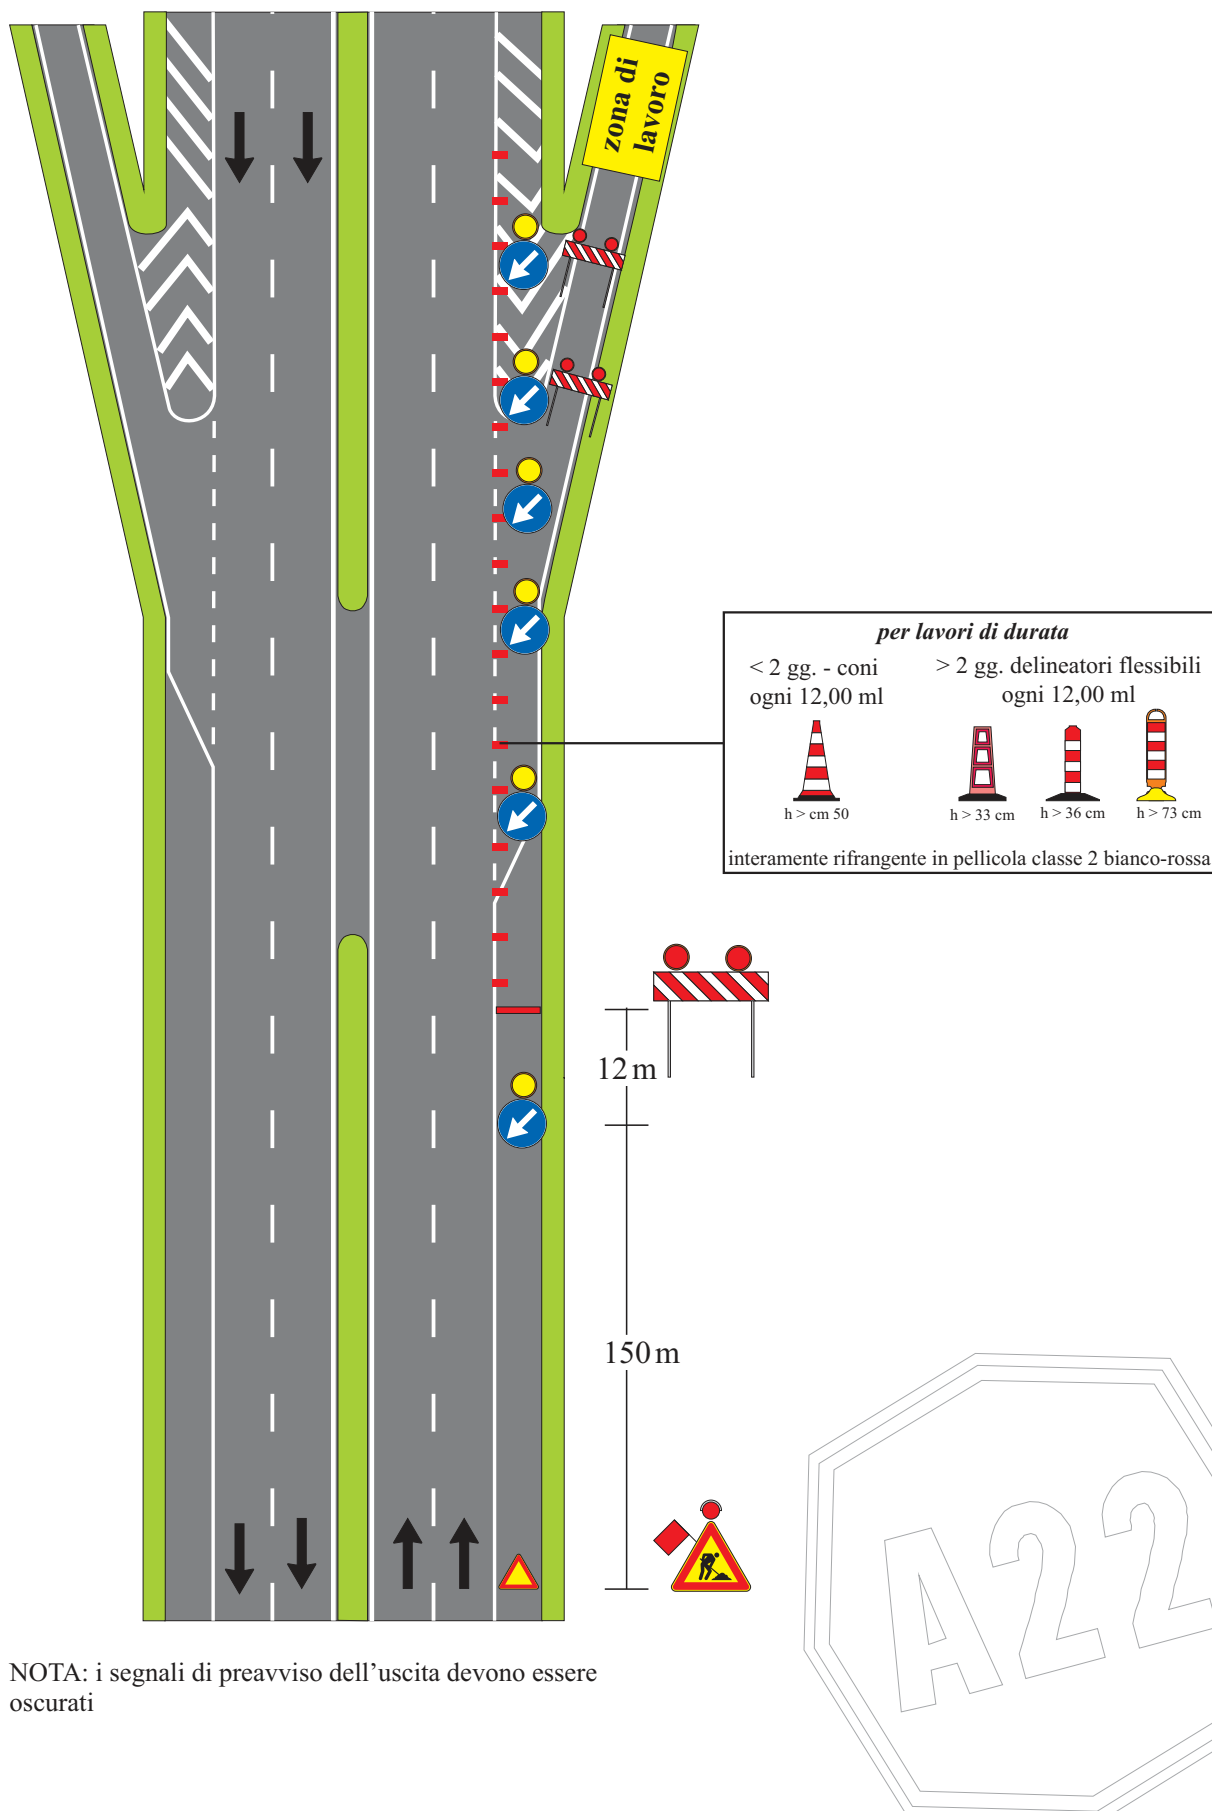 zona di
lavoro
per lavori di durata
< 2 gg. - coni
ogni 12,00 ml
> 2 gg. delineatori flessibili
ogni 12,00 ml
h > cm 50
h > 33 cm
h > 36 cm
h > 73 cm
interamente rifrangente in pellicola classe 2 bianco-rossa
12 m
150 m
A22
NOTA: i segnali di preavviso dell’uscita devono essere
oscurati